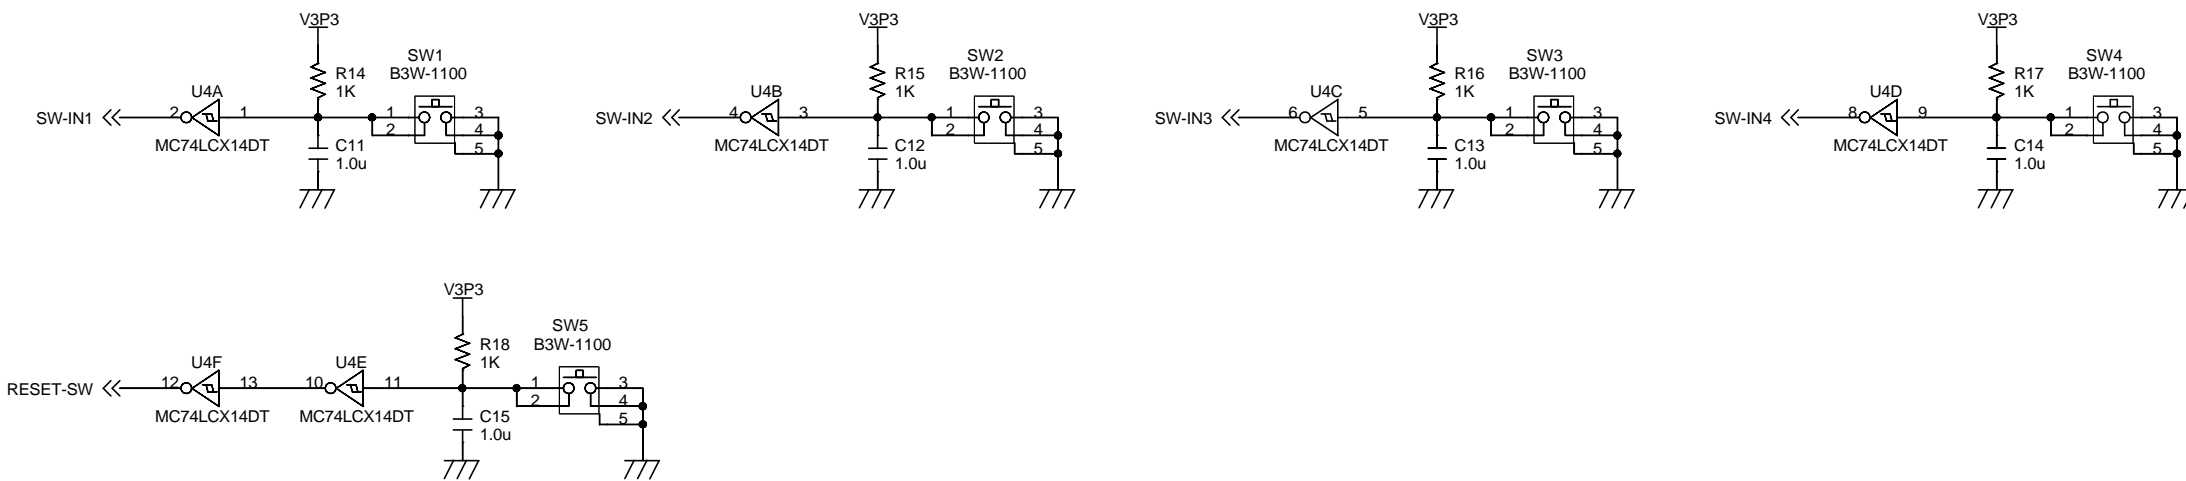 V3P3
SW1
B3W-1100
R14
1K
U4A
SW-IN1
2
1
1
2
3
4
5
MC74LCX14DT
C11
1.0u
V3P3
SW2
B3W-1100
R15
1K
U4B
SW-IN2
4
3
1
2
3
4
5
MC74LCX14DT
C12
1.0u
V3P3
SW3
B3W-1100
R16
1K
U4C
SW-IN3
6
5
1
2
3
4
5
MC74LCX14DT
C13
1.0u
V3P3
SW4
B3W-1100
R17
1K
U4D
SW-IN4
8
9
1
2
3
4
5
MC74LCX14DT
C14
1.0u
V3P3
SW5
B3W-1100
R18
1K
U4F
U4E
RESET-SW
12
13
10
11
1
2
3
4
5
MC74LCX14DT
MC74LCX14DT
C15
1.0u